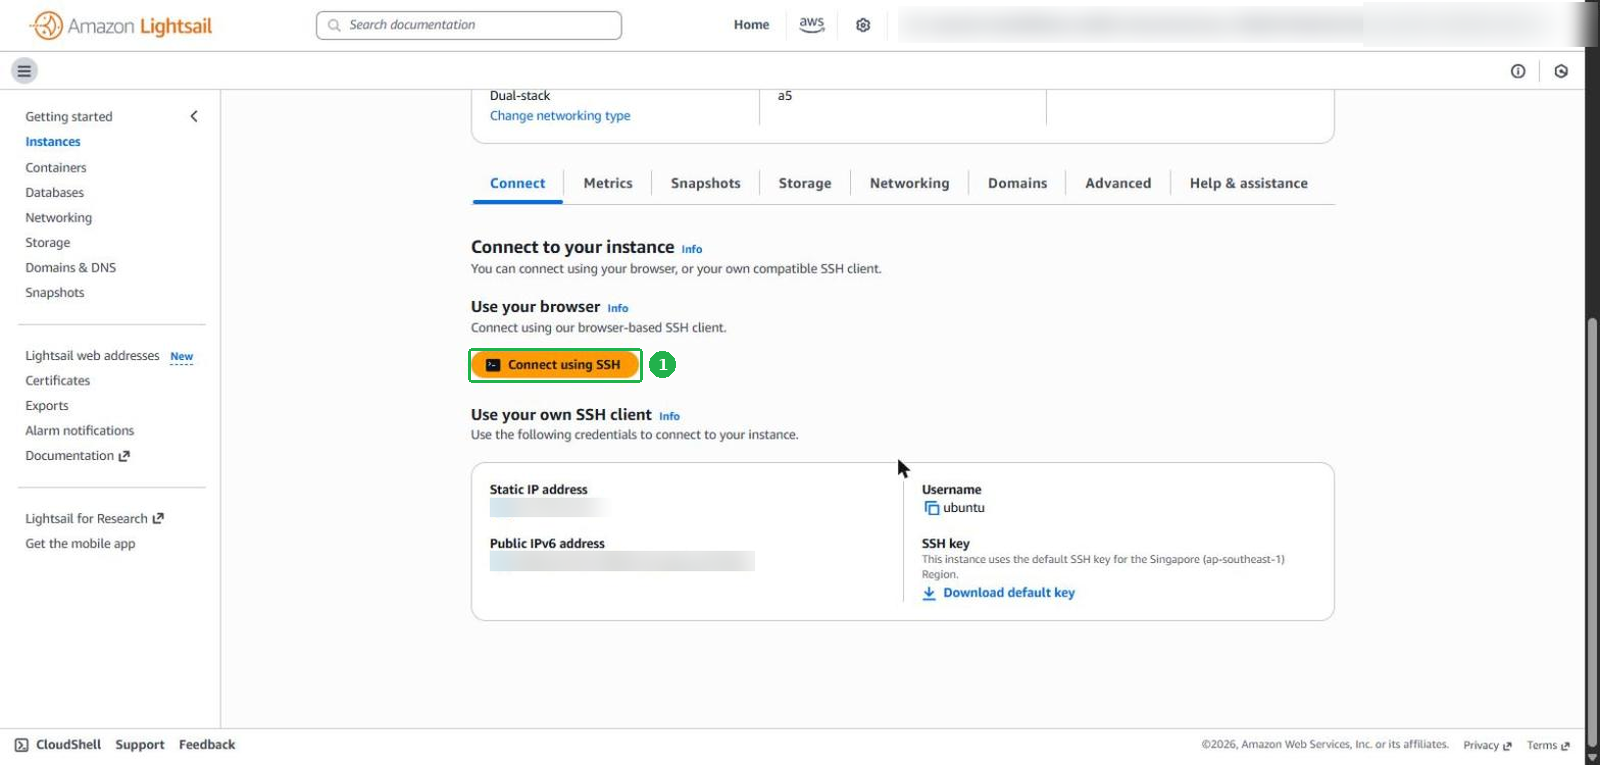 Amazon Lightsail
Search documentation
Home
aws
Getting started
Instances
Containers
Databases
Networking
Storage
Domains & DNS
Snapshots
Lightsail web addresses New
Certificates
Exports
Alarm notifications
Documentation
Lightsail for Research
Get the mobile app
Dual-stack
a5
Change networking type
Connect Metrics Snapshots Storage Networking Domains Advanced Help & assistance
Connect to your instance Info
You can connect using your browser, or your own compatible SSH client.
Use your browser Info
Connect using our browser-based SSH client.
Connect using SSH 1
Use your own SSH client Info
Use the following credentials to connect to your instance.
Static IP address
Public IPv6 address
Username
ubuntu
SSH key
This instance uses the default SSH key for the Singapore (ap-southeast-1)
Region.
Download default key
CloudShell Support Feedback
©2026, Amazon Web Services, Inc. or its affiliates. Privacy Terms